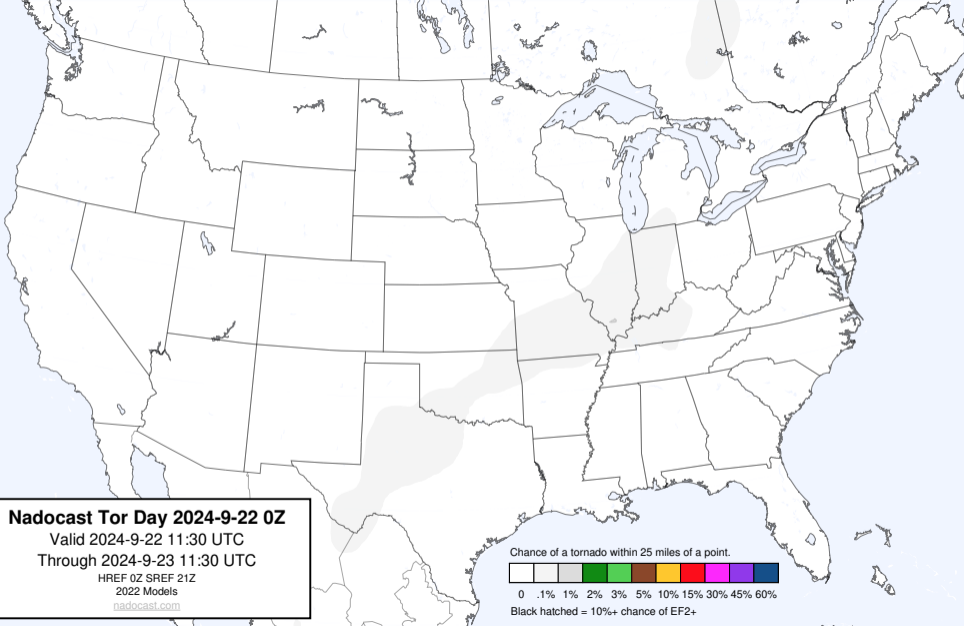 Nadocast Tor Day 2024-9-22 0Z
Valid 2024-9-22 11:30 UTC
Through 2024-9-23 11:30 UTC
HREF 0Z SREF 21Z
2022 Models
nadocast.com
Chance of a tornado within 25 miles of a point.
0 .1% 1% 2% 3% 5% 10% 15% 30% 45% 60%
Black hatched = 10%+ chance of EF2+